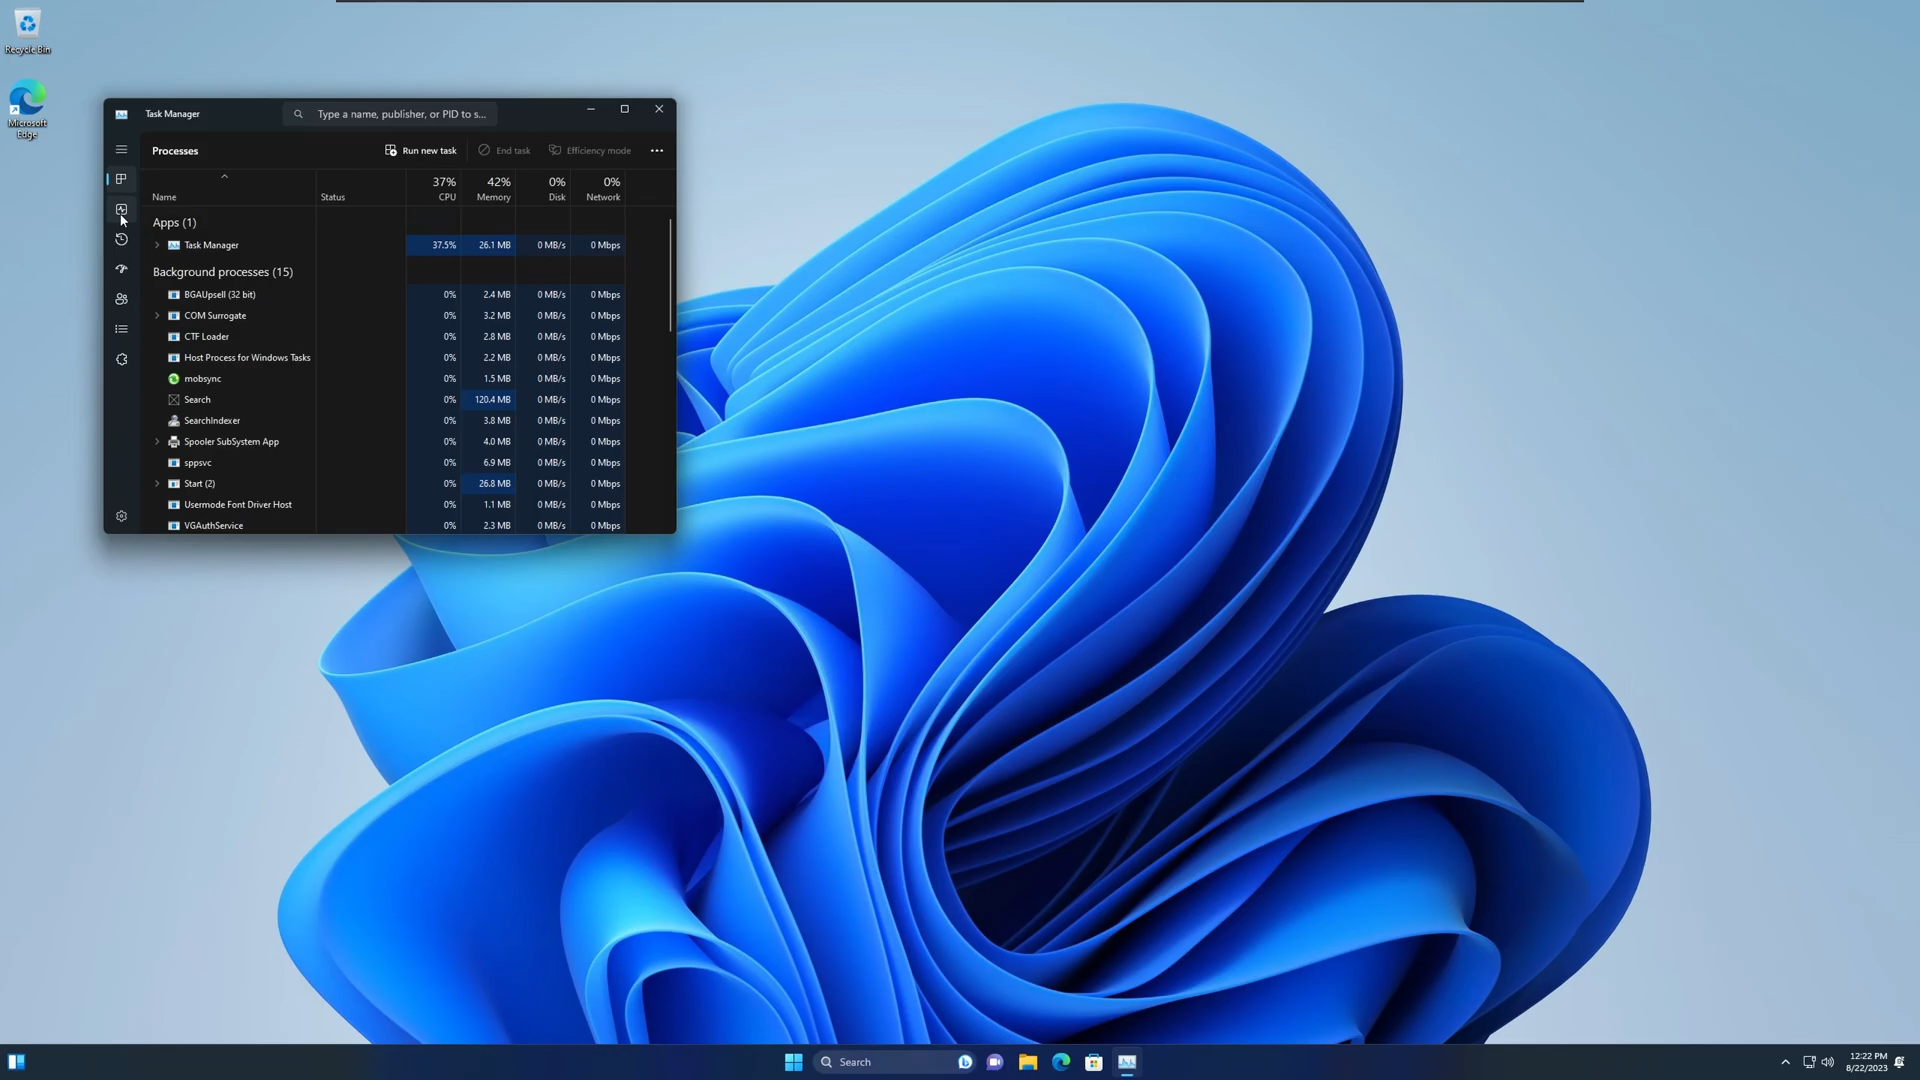 Recycle Bin
Microsoft
Edge
Task Manager
Type a name, publisher, or PID to s...
Processes
Run new task
End task
Efficiency mode
37% 42% 0% 0%
Name Status CPU Memory Disk Network
Apps (1)
Task Manager 37.5% 26.1 MB 0 MB/s 0 Mbps
Background processes (15)
BGAUpsell (32 bit) 0% 2.4 MB 0 MB/s 0 Mbps
COM Surrogate 0% 3.2 MB 0 MB/s 0 Mbps
CTF Loader 0% 2.8 MB 0 MB/s 0 Mbps
Host Process for Windows Tasks 0% 2.2 MB 0 MB/s 0 Mbps
mobsync 0% 1.5 MB 0 MB/s 0 Mbps
Search 0% 120.4 MB 0 MB/s 0 Mbps
SearchIndexer 0% 3.8 MB 0 MB/s 0 Mbps
Spooler SubSystem App 0% 4.0 MB 0 MB/s 0 Mbps
sppsvc 0% 6.9 MB 0 MB/s 0 Mbps
Start (2) 0% 26.8 MB 0 MB/s 0 Mbps
Usermode Font Driver Host 0% 1.1 MB 0 MB/s 0 Mbps
VGAuthService 0% 2.3 MB 0 MB/s 0 Mbps
Search
12:22 PM
8/22/2023